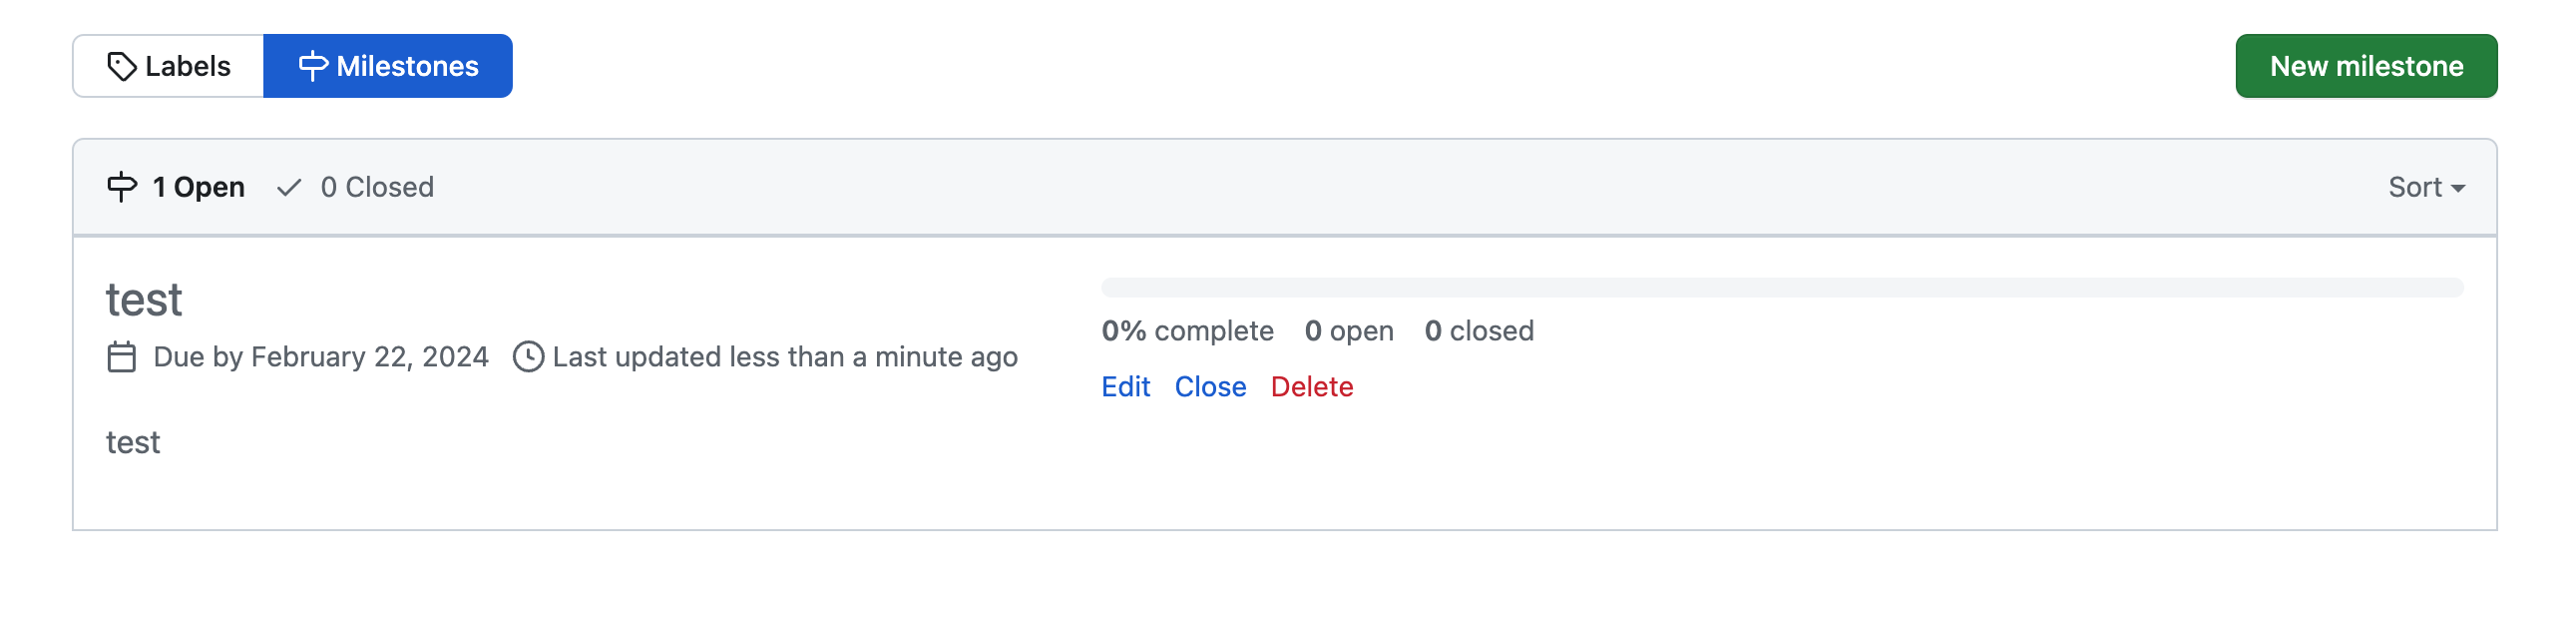 Labels Milestones New milestone
1 Open 0 Closed Sort
test
Due by February 22, 2024 Last updated less than a minute ago
test
0% complete 0 open 0 closed
Edit Close Delete